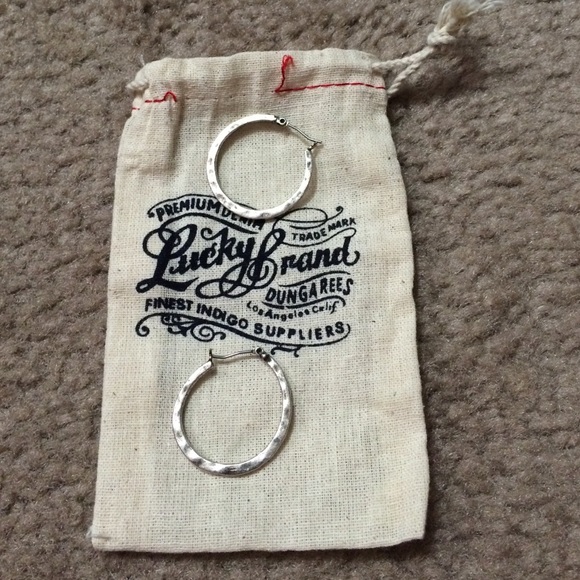 PREMIUM DENIM
TRADE MARK
Lucky Brand
DUNGAREES
Los Angeles Calif
FINEST INDIGO SUPPLIERS